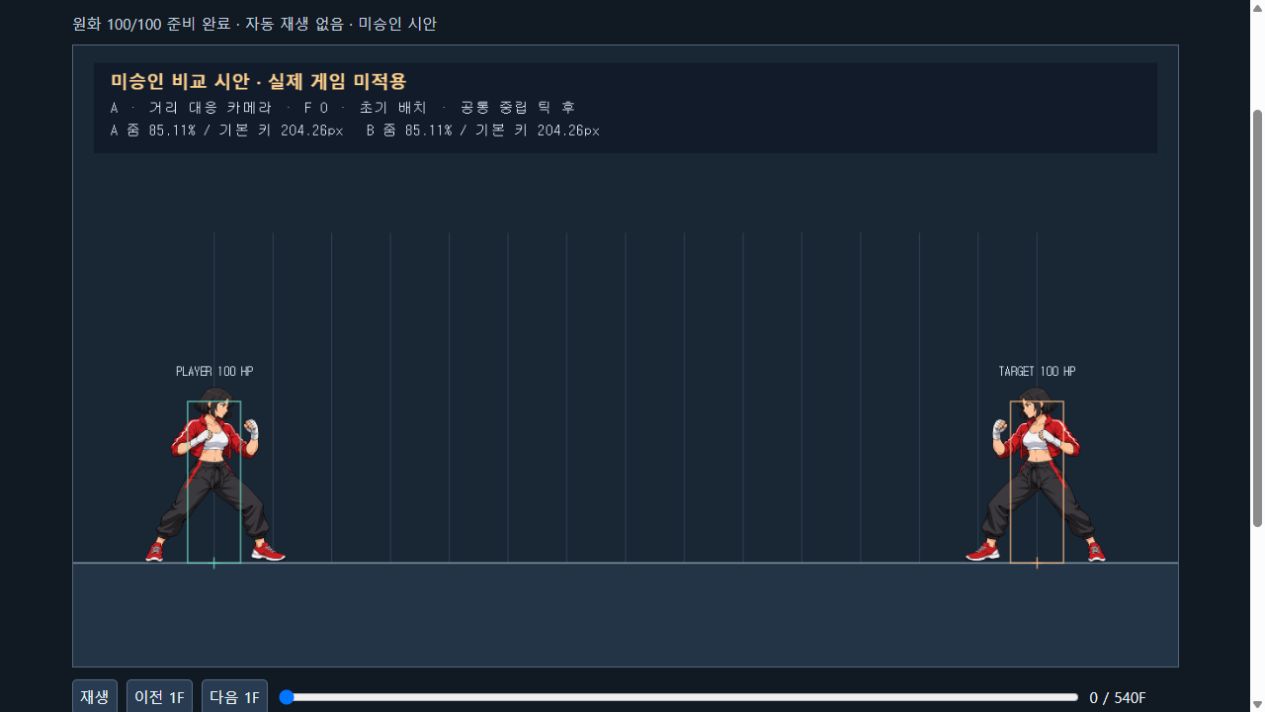 원화 100/100 준비 완료 · 자동 재생 없음 · 미승인 시안
미승인 비교 시안 · 실제 게임 미적용
A · 거리 대응 카메라 · F 0 · 초기 배치 · 공통 중립 틱 후
A 줌 85.11% / 기본 키 204.26px B 줌 85.11% / 기본 키 204.26px
PLAYER 100 HP
TARGET 100 HP
재생 이전 1F 다음 1F 0 / 540F